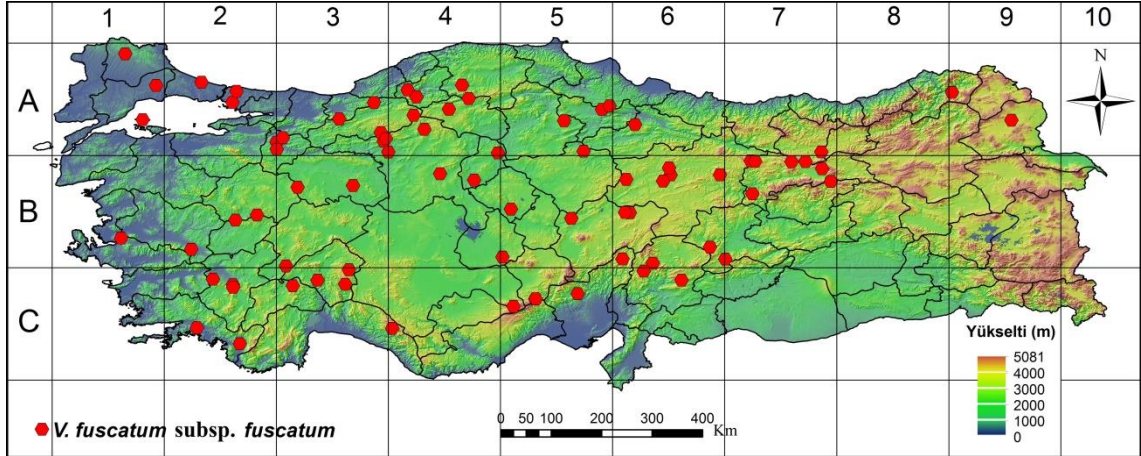 1 2 3 4 5 6 7 8 9 10
N
A
B
C
Yükselti (m)
5081
4000
3000
2000
1000
0
V. fuscatum subsp. fuscatum
0 50 100 200 300 400
Km